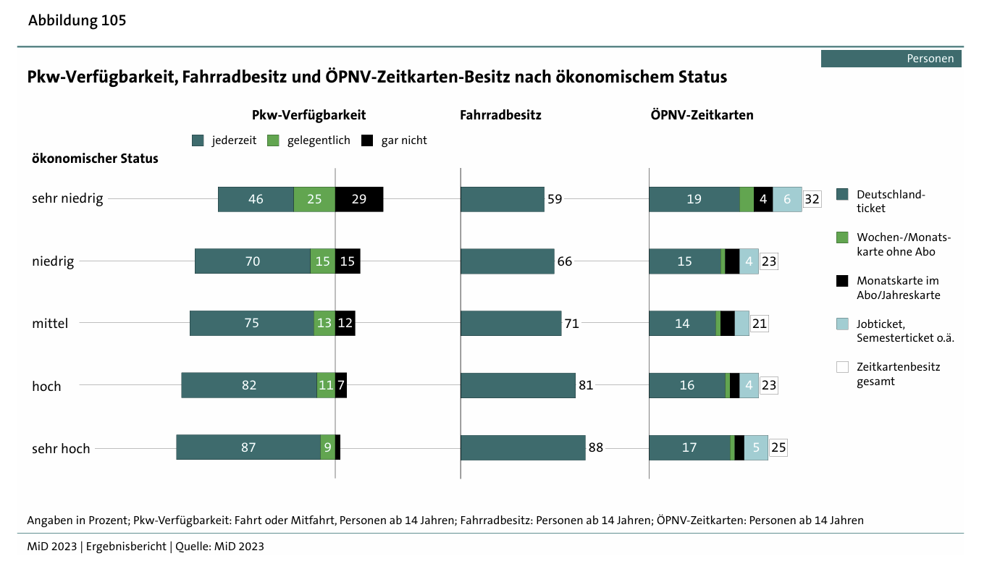 Abbildung 105
Personen
Pkw-Verfügbarkeit, Fahrradbesitz und ÖPNV-Zeitkarten-Besitz nach ökonomischem Status
Pkw-Verfügbarkeit Fahrradbesitz ÖPNV-Zeitkarten
jederzeit gelegentlich gar nicht
ökonomischer Status
sehr niedrig 46 25 29 59 19 4 6 32
niedrig 70 15 15 66 15 4 23
mittel 75 13 12 71 14 21
hoch 82 11 7 81 16 4 23
sehr hoch 87 9 88 17 5 25
Deutschland-
ticket
Wochen-/Monats-
karte ohne Abo
Monatskarte im
Abo/Jahreskarte
Jobticket,
Semesterticket o.ä.
Zeitkartenbesitz
gesamt
Angaben in Prozent; Pkw-Verfügbarkeit: Fahrt oder Mitfahrt, Personen ab 14 Jahren; Fahrradbesitz: Personen ab 14 Jahren; ÖPNV-Zeitkarten: Personen ab 14 Jahren
MiD 2023 | Ergebnisbericht | Quelle: MiD 2023